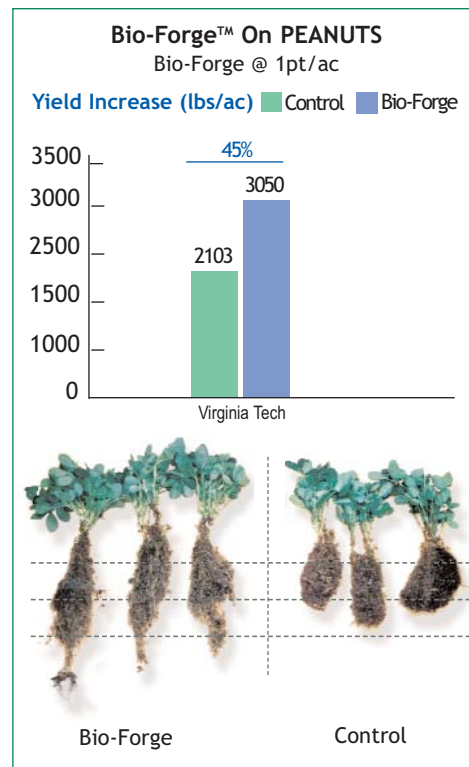 Bio-Forge™ On PEANUTS
Bio-Forge @ 1pt/ac
Yield Increase (lbs/ac) Control Bio-Forge
45%
3500
3050
3000
2103
2500
1500
1000
0
Virginia Tech
Bio-Forge Control